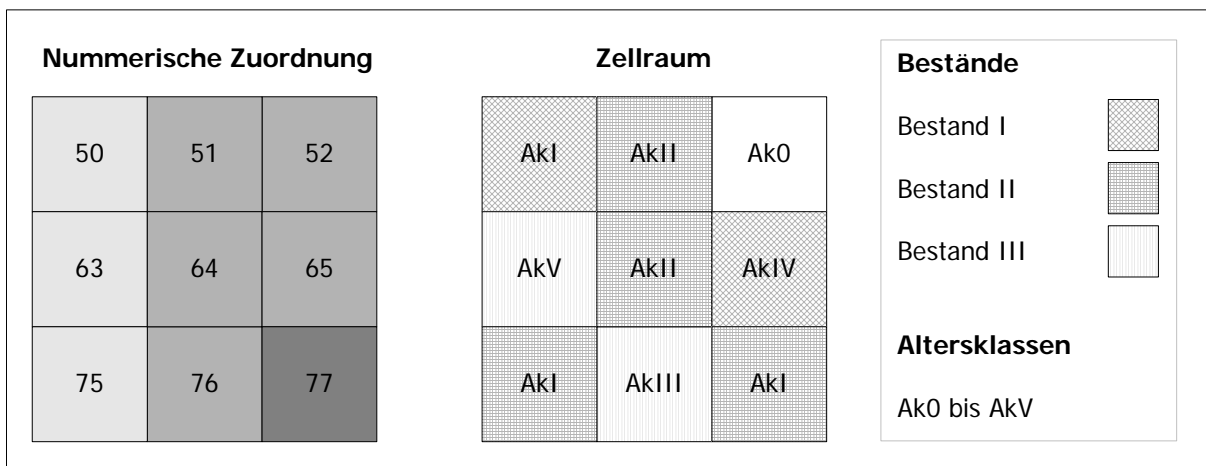 Nummerische Zuordnung
50 51 52
63 64 65
75 76 77
Zellraum
AkI AkII Ak0
AkV AkII AkIV
AkI AkIII AkI
Bestände
Bestand I
Bestand II
Bestand III
Altersklassen
Ak0 bis AkV